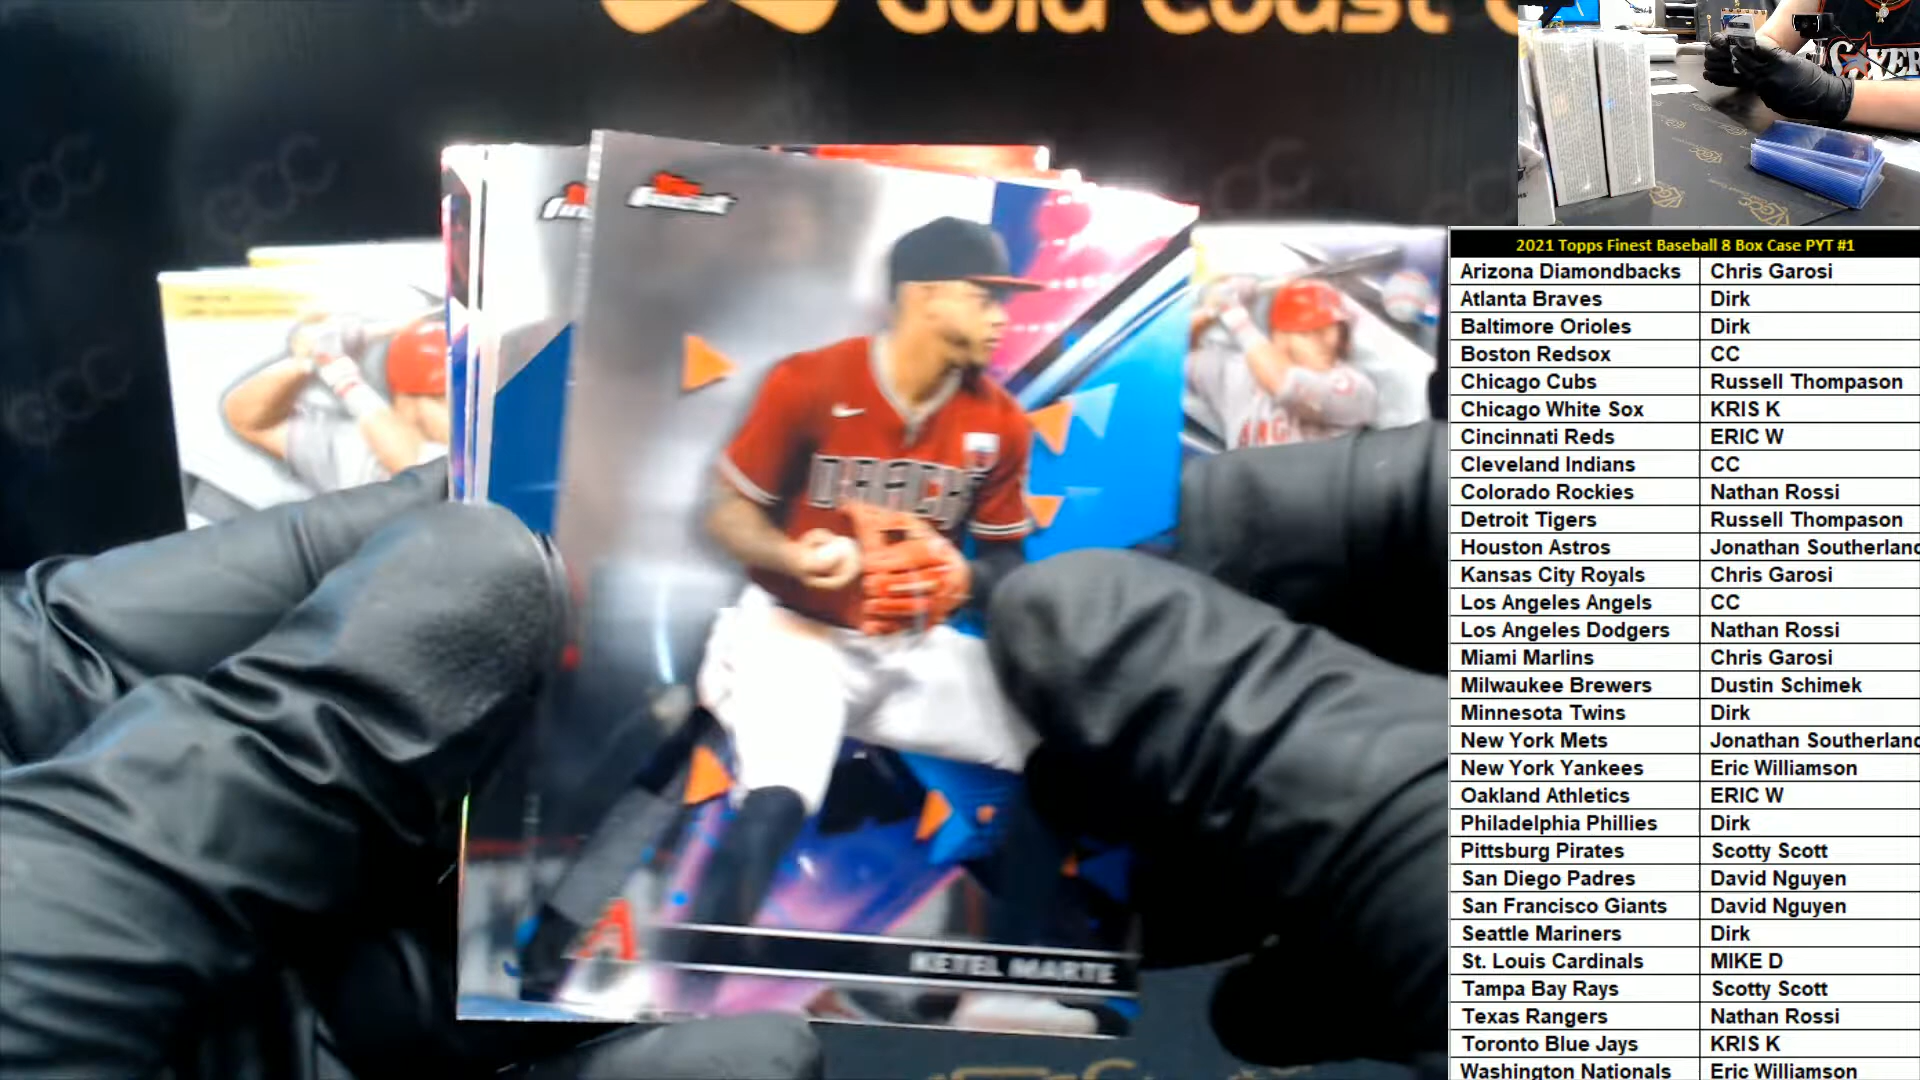 Gold Coast
2021 Topps Finest Baseball 8 Box Case PYT #1
Arizona Diamondbacks Chris Garosi
Atlanta Braves Dirk
Baltimore Orioles Dirk
Boston Redsox CC
Chicago Cubs Russell Thompason
Chicago White Sox KRIS K
Cincinnati Reds ERIC W
Cleveland Indians CC
Colorado Rockies Nathan Rossi
Detroit Tigers Russell Thompason
Houston Astros Jonathan Southerland
Kansas City Royals Chris Garosi
Los Angeles Angels CC
Los Angeles Dodgers Nathan Rossi
Miami Marlins Chris Garosi
Milwaukee Brewers Dustin Schimek
Minnesota Twins Dirk
New York Mets Jonathan Southerland
New York Yankees Eric Williamson
Oakland Athletics ERIC W
Philadelphia Phillies Dirk
Pittsburg Pirates Scotty Scott
San Diego Padres David Nguyen
San Francisco Giants David Nguyen
Seattle Mariners Dirk
St. Louis Cardinals MIKE D
Tampa Bay Rays Scotty Scott
Texas Rangers Nathan Rossi
Toronto Blue Jays KRIS K
Washington Nationals Eric Williamson
GCC
GCC
finest
A
KETEL MARTE